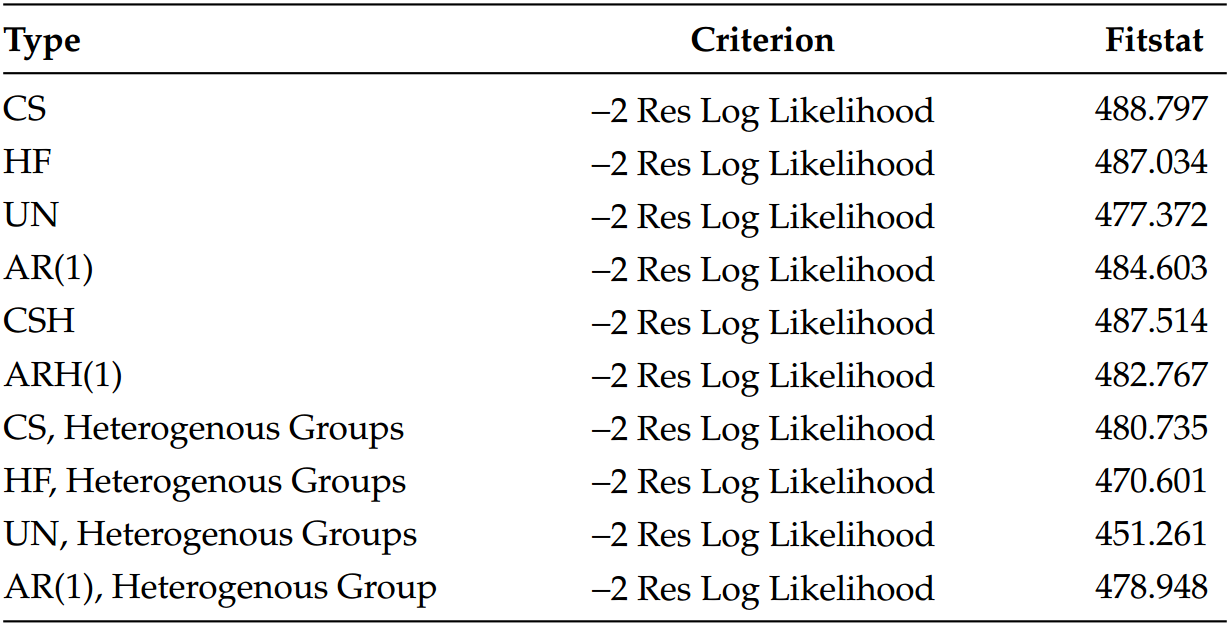 Type Criterion Fitstat
CS –2 Res Log Likelihood 488.797
HF –2 Res Log Likelihood 487.034
UN –2 Res Log Likelihood 477.372
AR(1) –2 Res Log Likelihood 484.603
CSH –2 Res Log Likelihood 487.514
ARH(1) –2 Res Log Likelihood 482.767
CS, Heterogenous Groups –2 Res Log Likelihood 480.735
HF, Heterogenous Groups –2 Res Log Likelihood 470.601
UN, Heterogenous Groups –2 Res Log Likelihood 451.261
AR(1), Heterogenous Group –2 Res Log Likelihood 478.948